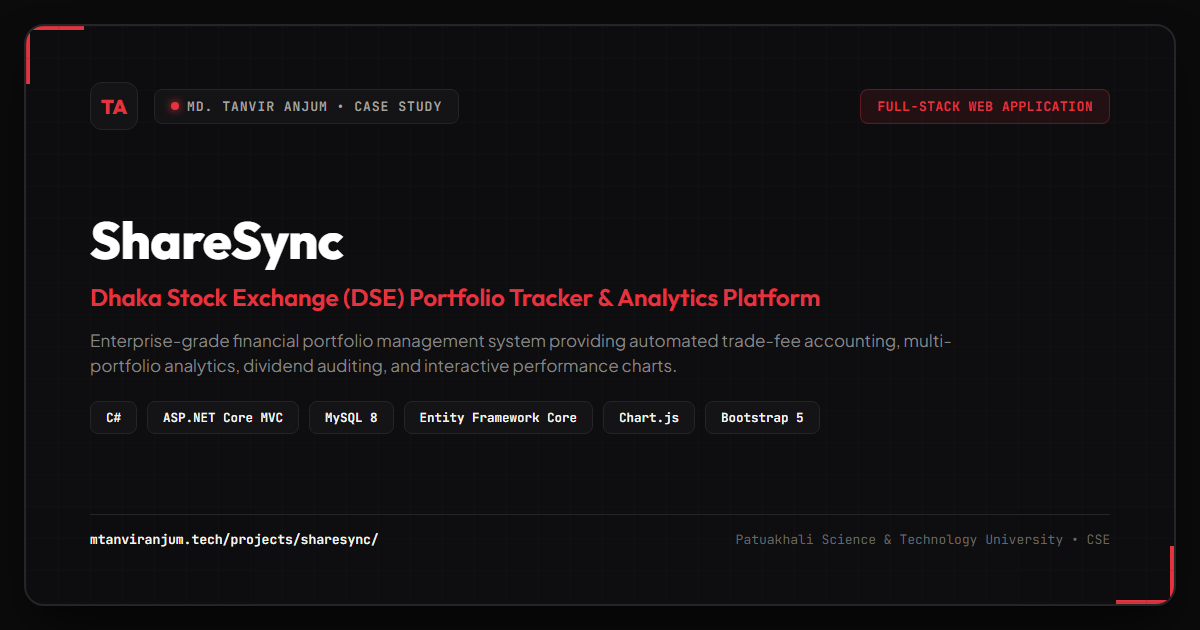 TA
MD. TANVIR ANJUM • CASE STUDY
FULL-STACK WEB APPLICATION
ShareSync
Dhaka Stock Exchange (DSE) Portfolio Tracker & Analytics Platform
Enterprise-grade financial portfolio management system providing automated trade-fee accounting, multi-
portfolio analytics, dividend auditing, and interactive performance charts.
C#
ASP.NET Core MVC
MySQL 8
Entity Framework Core
Chart.js
Bootstrap 5
mtanviranjum.tech/projects/sharesync/
Patuakhali Science & Technology University • CSE